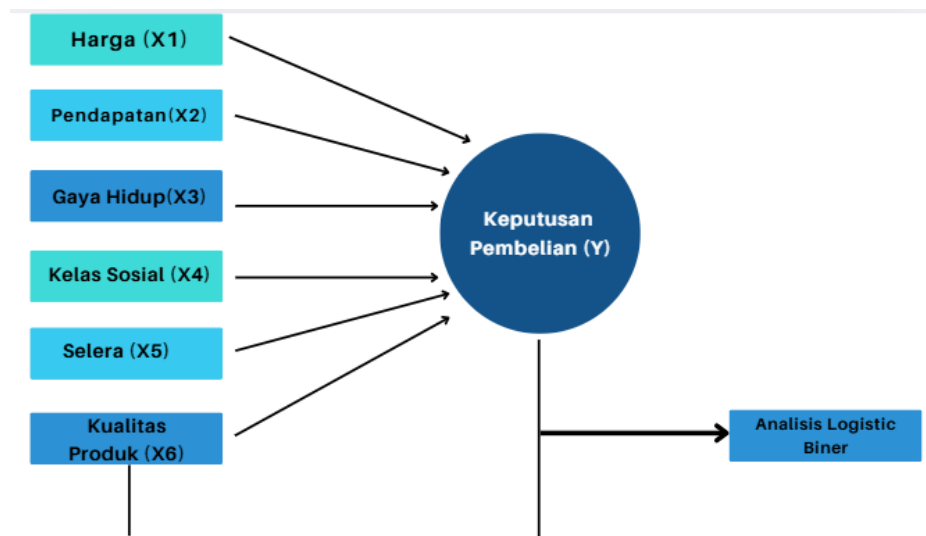 Harga (X1)
Pendapatan(X2)
Gaya Hidup(X3)
Kelas Sosial (X4)
Selera (X5)
Kualitas
Produk (X6)
Keputusan
Pembelian (Y)
Analisis Logistic
Biner